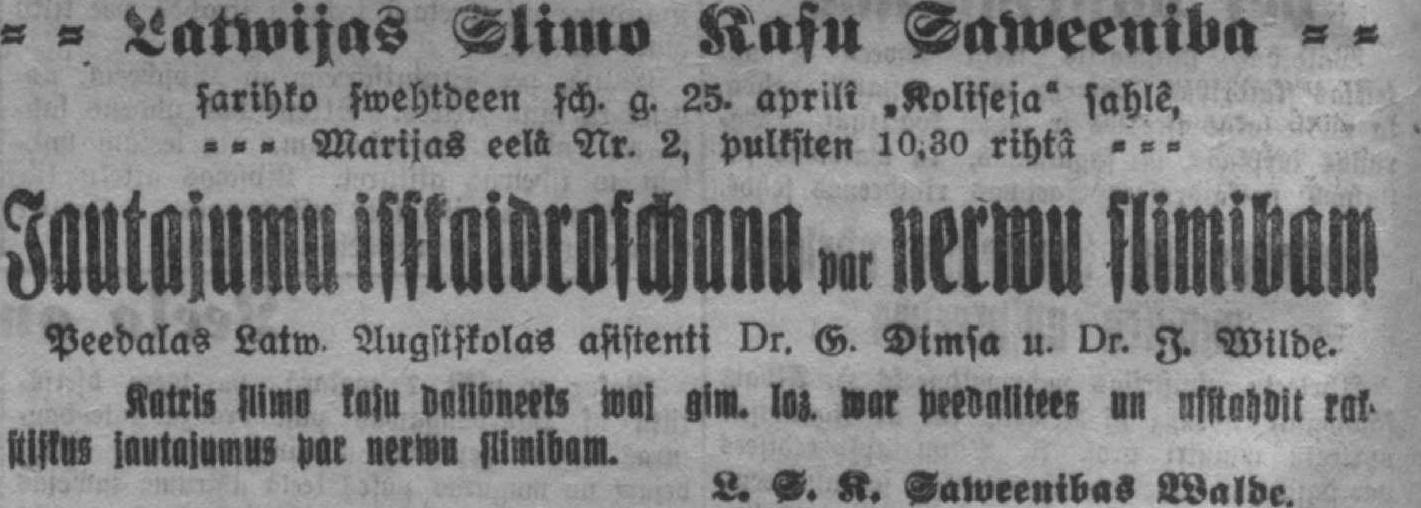 = = Latwijas Slimo Kasu Saweeniba = =
sarihko swehtdeen sch. g. 25. aprilî „Koliseja“ sahlê,
= = = Marijas eelâ Nr. 2, pulksten 10,30 rihtâ = = =
Jautajumu isskaidroschana par nerwu slimibam
Peedalas Latw. Augstskolas asistenti Dr. G. Dimsa u. Dr. J. Wilde.
Katris slimo kasu dalibneeks waj gim. loz. war peedalitees un usstahdit rak-
stiskus jautajumus par nerwu slimibam.
L. S. K. Saweenibas Walde.